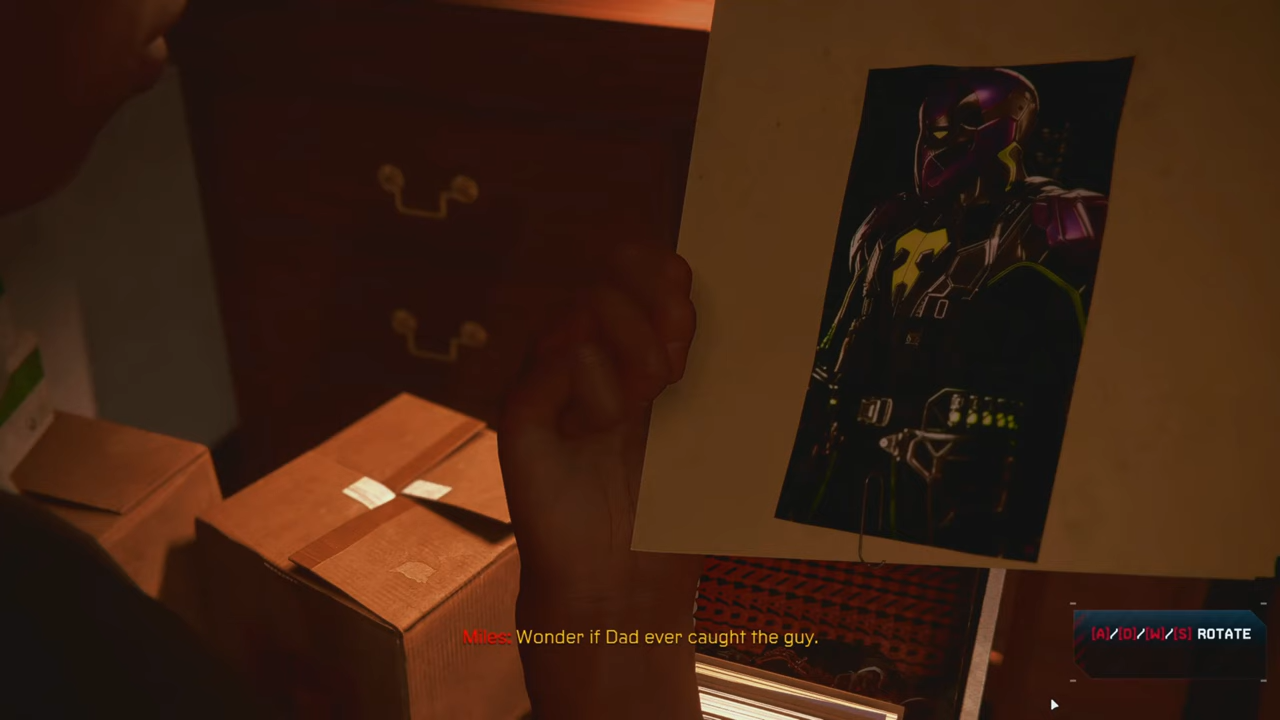 Miles: Wonder if Dad ever caught the guy.
[A]/[D]/[W]/[S] ROTATE